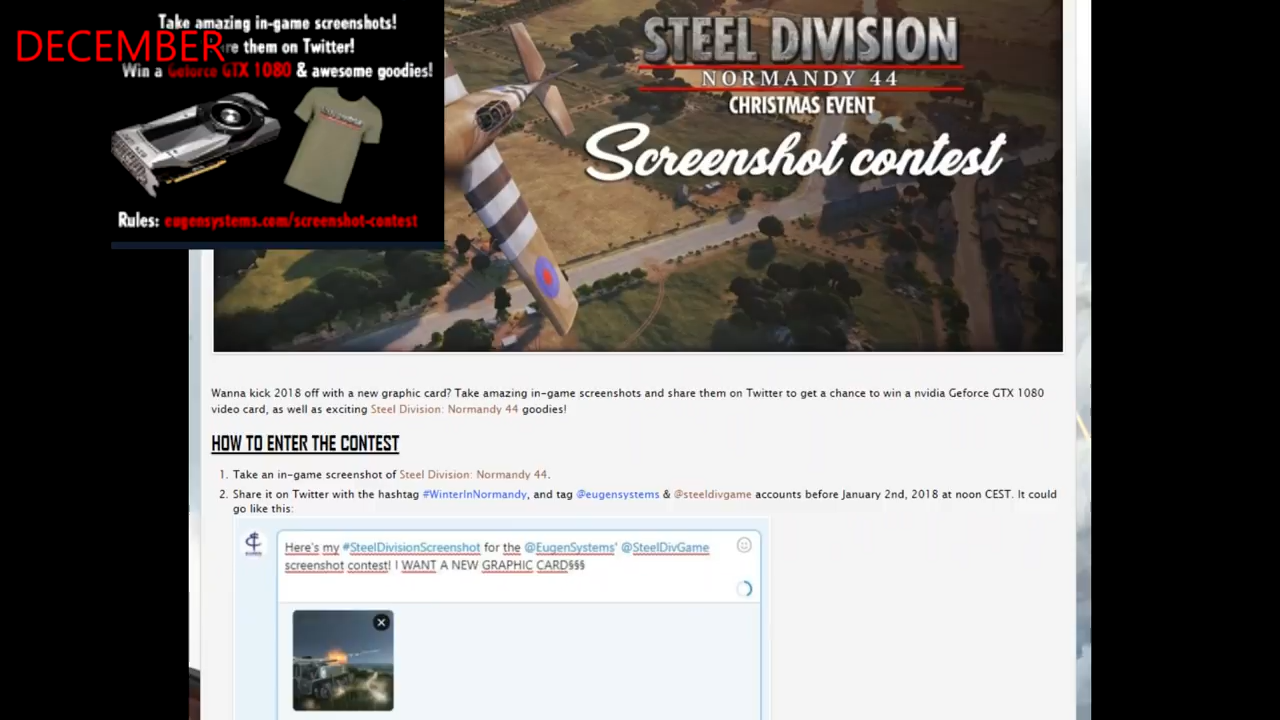 Take amazing in-game screenshots!
DECEMBER
re them on Twitter!
Win a Geforce GTX 1080 & awesome goodies!
Rules: eugensystems.com/screenshot-contest
STEEL DIVISION
NORMANDY 44
CHRISTMAS EVENT
Screenshot contest
Wanna kick 2018 off with a new graphic card? Take amazing in-game screenshots and share them on Twitter to get a chance to win a nvidia Geforce GTX 1080
video card, as well as exciting Steel Division: Normandy 44 goodies!
HOW TO ENTER THE CONTEST
1. Take an in-game screenshot of Steel Division: Normandy 44.
2. Share it on Twitter with the hashtag #WinterInNormandy, and tag @eugensystems & @steeldivgame accounts before January 2nd, 2018 at noon CEST. It could
go like this:
Here's my #SteelDivisionScreenshot for the @EugenSystems' @SteelDivGame
screenshot contest! I WANT A NEW GRAPHIC CARD§§§